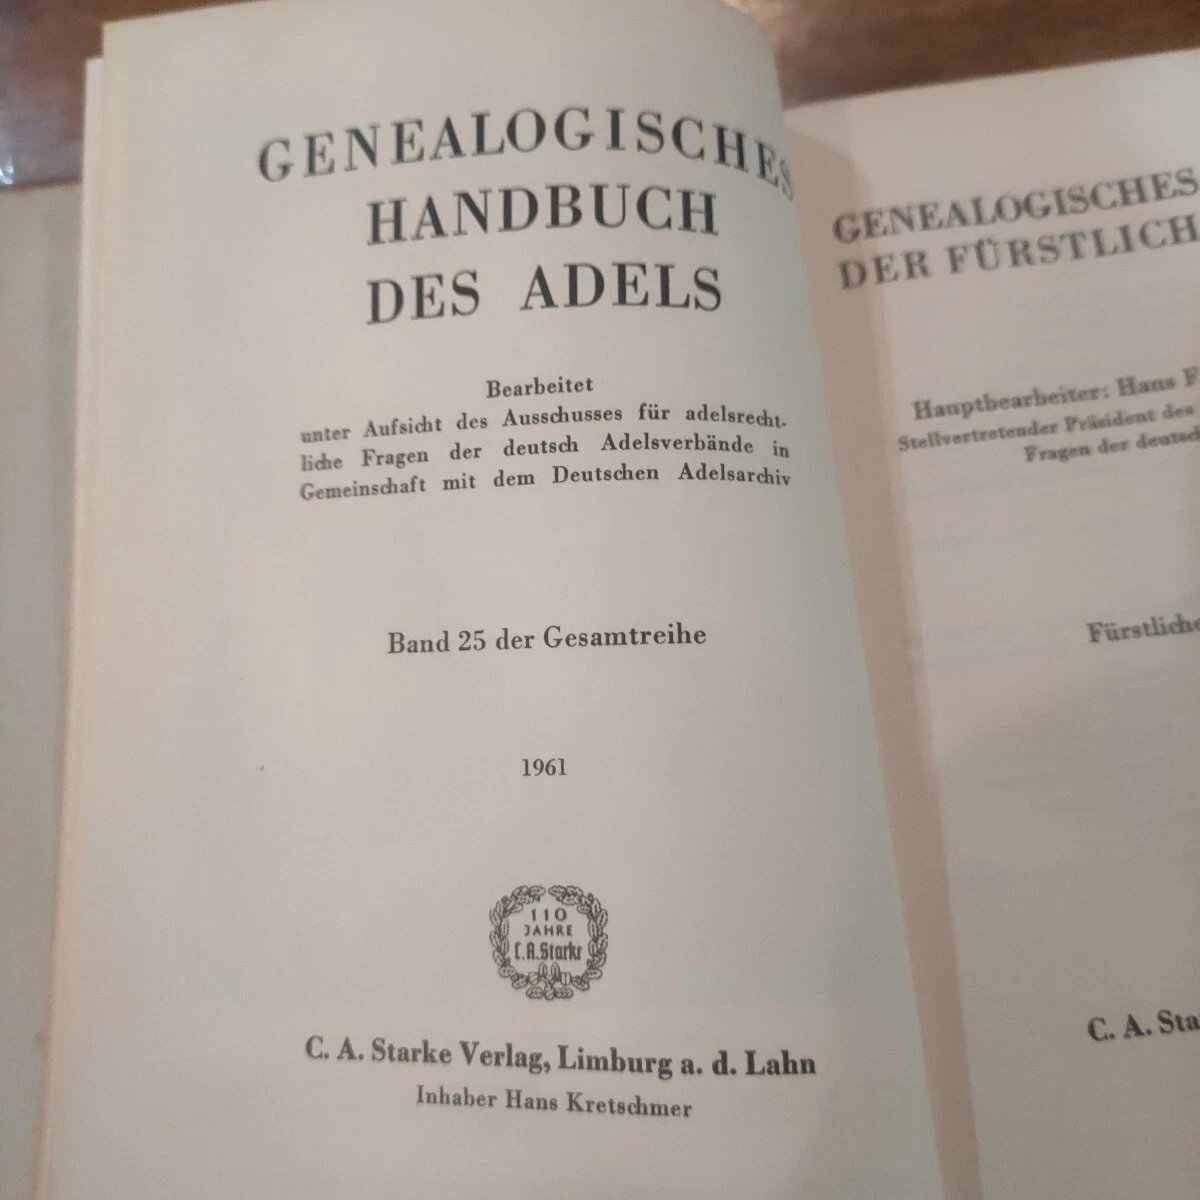 GENEALOGISCHES
HANDBUCH
DES ADELS
Bearbeitet
unter Aufsicht des Ausschusses für adelsrecht-
liche Fragen der deutsch Adelsverbände in
Gemeinschaft mit dem Deutschen Adelsarchiv
Band 25 der Gesamtreihe
1961
110
JAHRE
C.A.Starke
C. A. Starke Verlag, Limburg a. d. Lahn
Inhaber Hans Kretschmer
GENEALOGISCHES
DER FÜRSTLICH
Hauptbearbeiter: Hans F
Stellvertretender Präsident des
Fragen der deutsch
Fürstliche
C. A. Sta